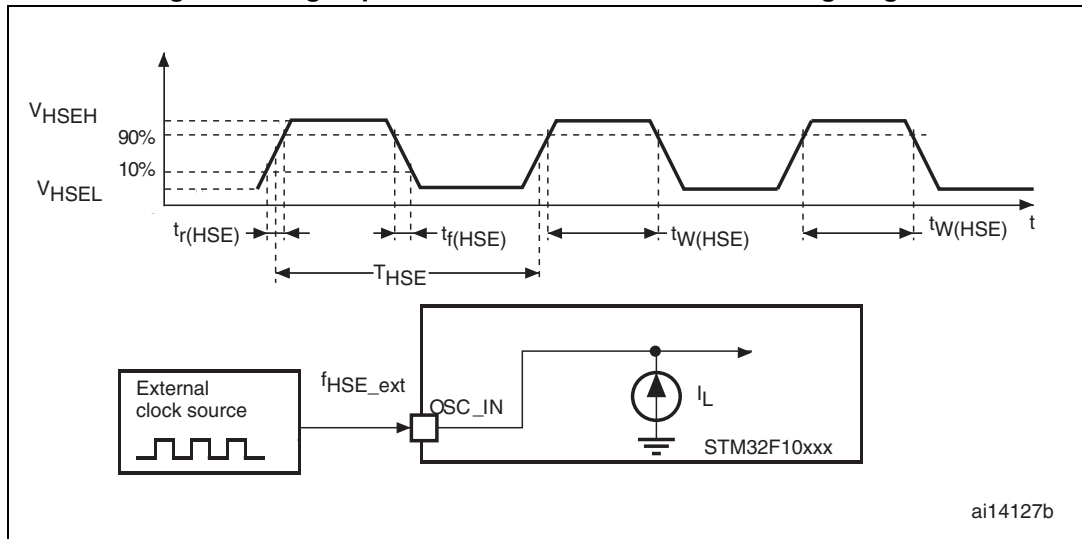 VHSEH
90%
10%
VHSEL
tr(HSE)
tf(HSE)
tW(HSE)
tW(HSE)
t
THSE
External
clock source
fHSE_ext
OSC_IN
IL
STM32F10xxx
ai14127b